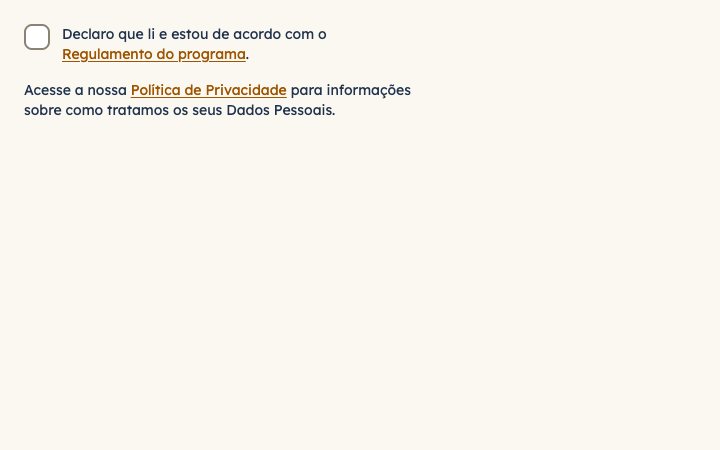 Declaro que li e estou de acordo com o
Regulamento do programa.
Acesse a nossa Política de Privacidade para informações
sobre como tratamos os seus Dados Pessoais.